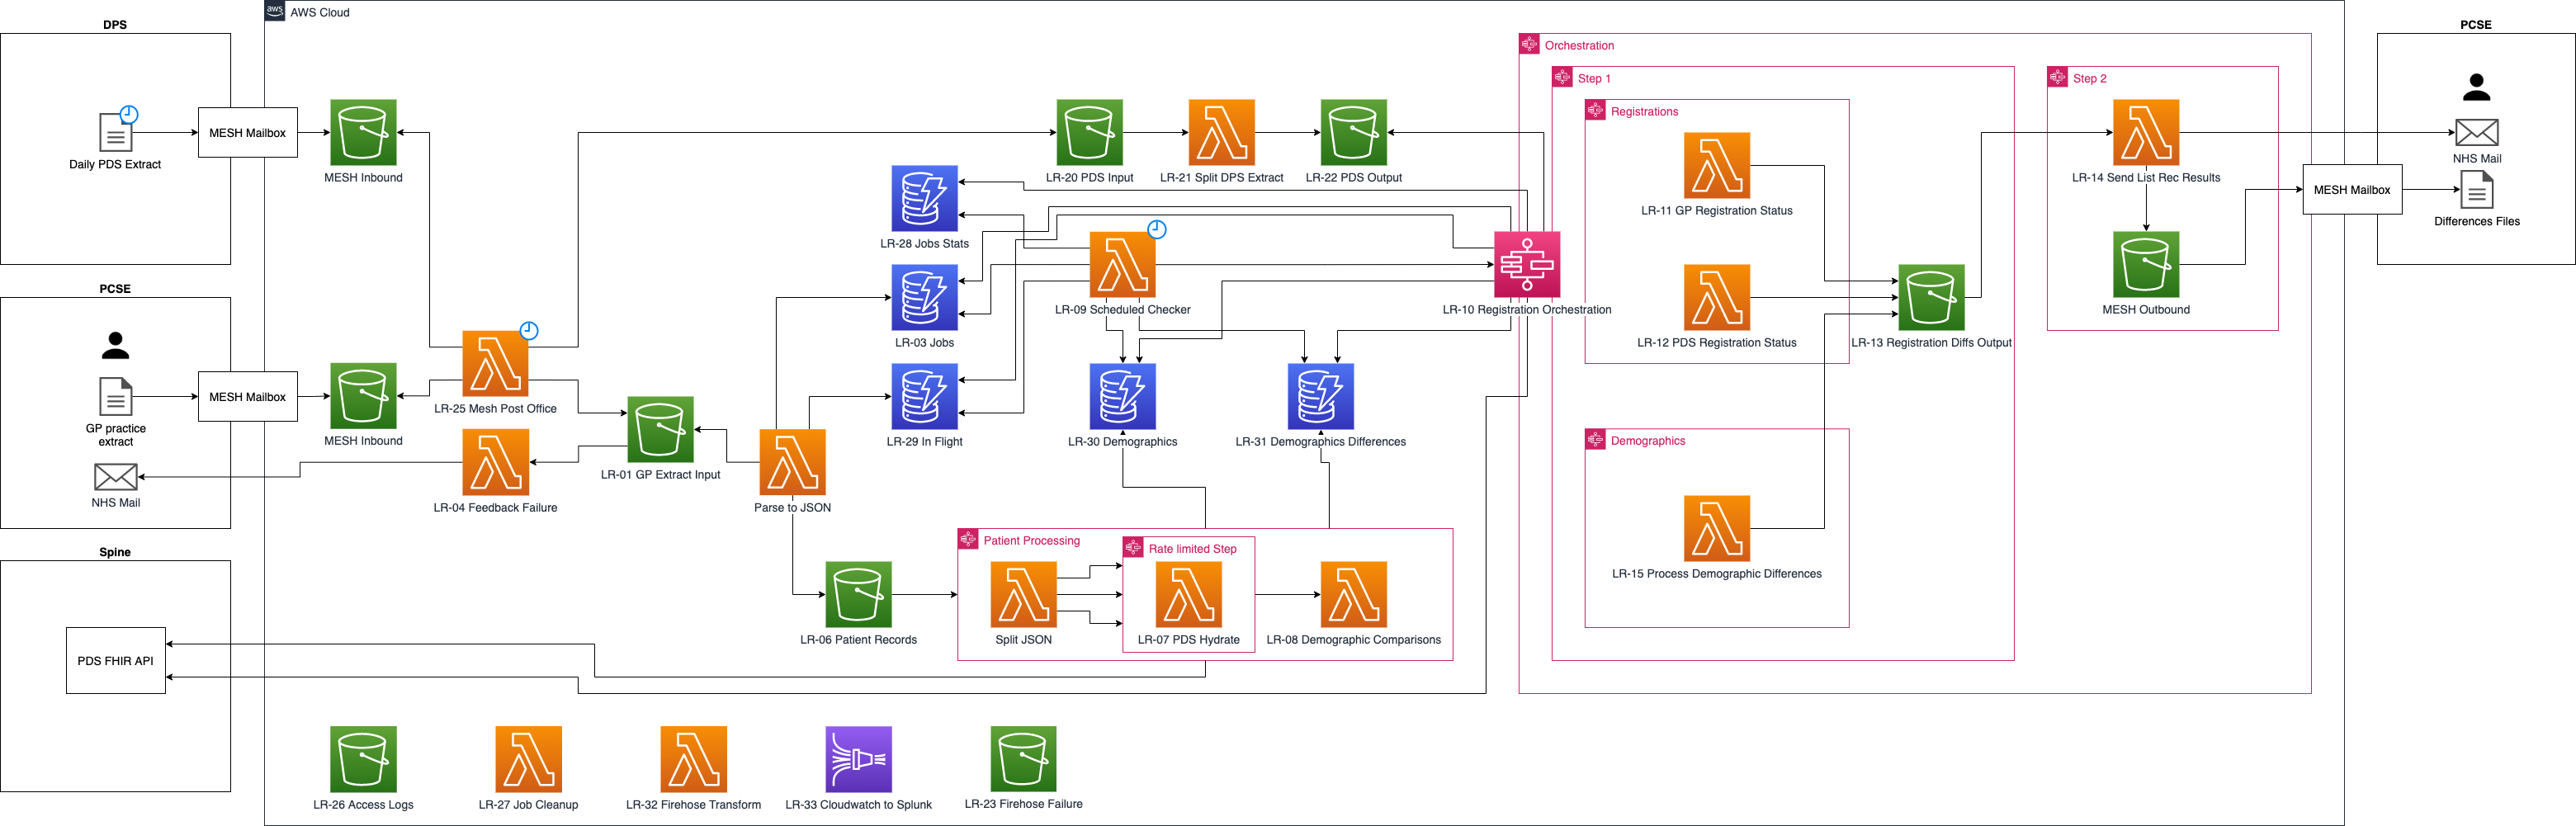 DPS
Daily PDS Extract
MESH Mailbox
aws
AWS Cloud
MESH Inbound
PCSE
GP practice
extract
NHS Mail
MESH Mailbox
MESH Inbound
LR-25 Mesh Post Office
LR-04 Feedback Failure
LR-01 GP Extract Input
Parse to JSON
Spine
PDS FHIR API
LR-20 PDS Input
LR-21 Split DPS Extract
LR-22 PDS Output
LR-28 Jobs Stats
LR-03 Jobs
LR-29 In Flight
LR-09 Scheduled Checker
LR-10 Registration Orchestration
LR-30 Demographics
LR-31 Demographics Differences
LR-06 Patient Records
Patient Processing
Split JSON
Rate limited Step
LR-07 PDS Hydrate
LR-08 Demographic Comparisons
Orchestration
Step 1
Registrations
LR-11 GP Registration Status
LR-12 PDS Registration Status
LR-13 Registration Diffs Output
Demographics
LR-15 Process Demographic Differences
Step 2
LR-14 Send List Rec Results
MESH Outbound
MESH Mailbox
PCSE
NHS Mail
Differences Files
LR-26 Access Logs
LR-27 Job Cleanup
LR-32 Firehose Transform
LR-33 Cloudwatch to Splunk
LR-23 Firehose Failure